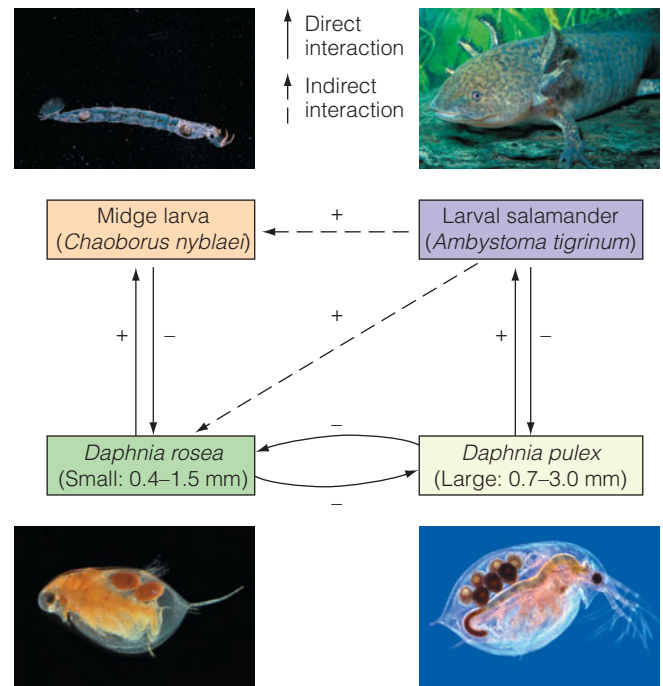 Direct
interaction
Indirect
interaction
Midge larva
(Chaoborus nyblaei)
+
Larval salamander
(Ambystoma tigrinum)
+
+
–
+
–
–
Daphnia rosea
(Small: 0.4–1.5 mm)
Daphnia pulex
(Large: 0.7–3.0 mm)
–